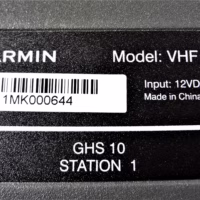 ARMIN
Model: VHF
1MK000644
Input: 12VD
Made in China
GHS 10
STATION 1